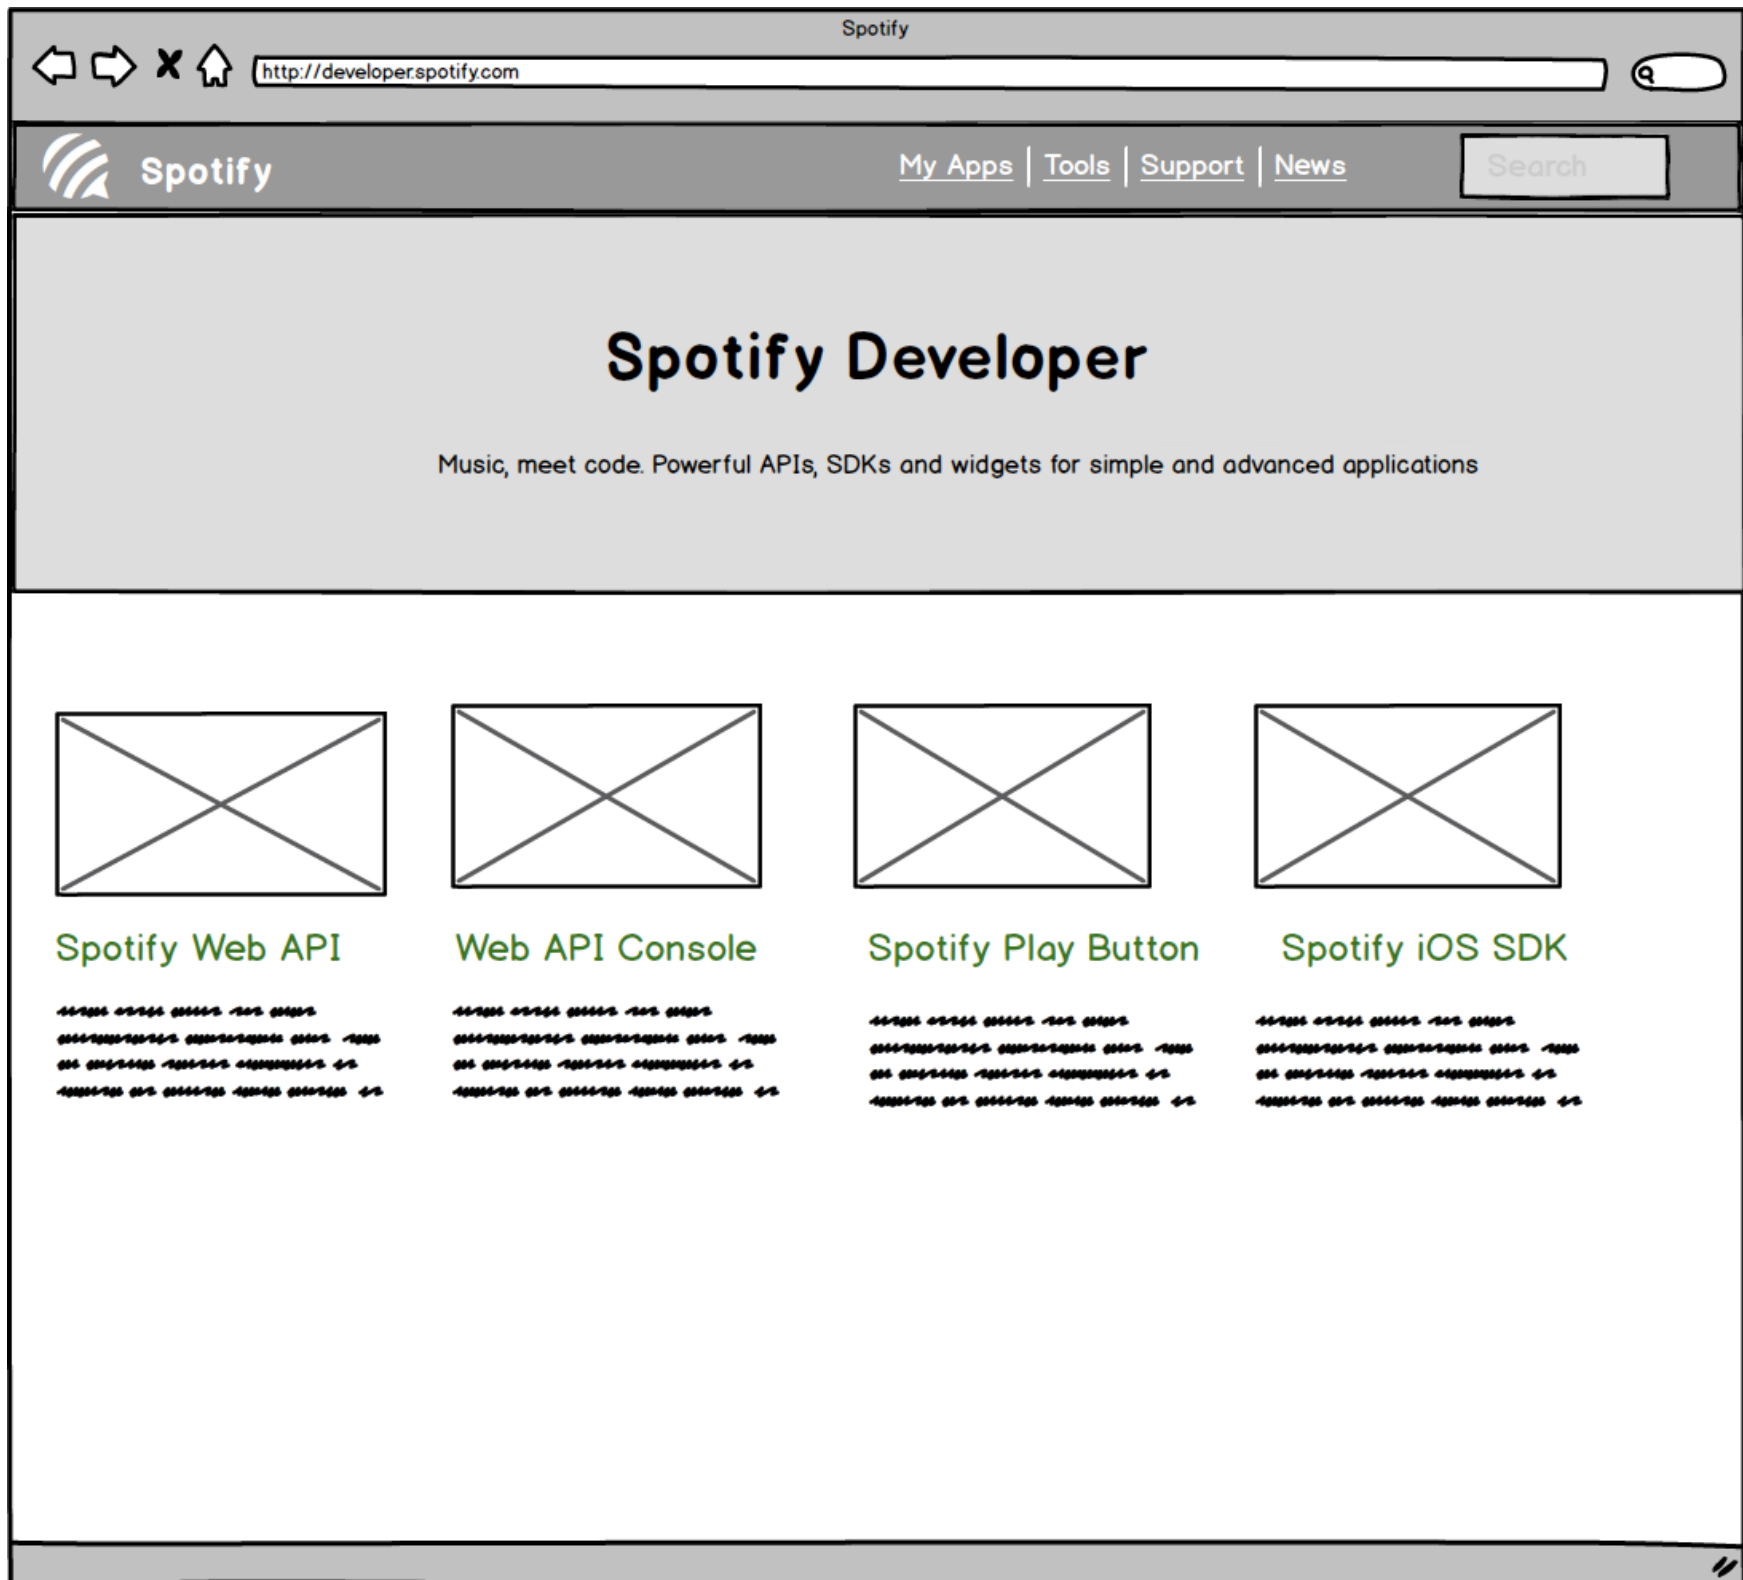 Spotify
http://developer.spotify.com
Spotify
My Apps | Tools | Support | News
Search
Spotify Developer
Music, meet code. Powerful APIs, SDKs and widgets for simple and advanced applications
Spotify Web API
Web API Console
Spotify Play Button
Spotify iOS SDK